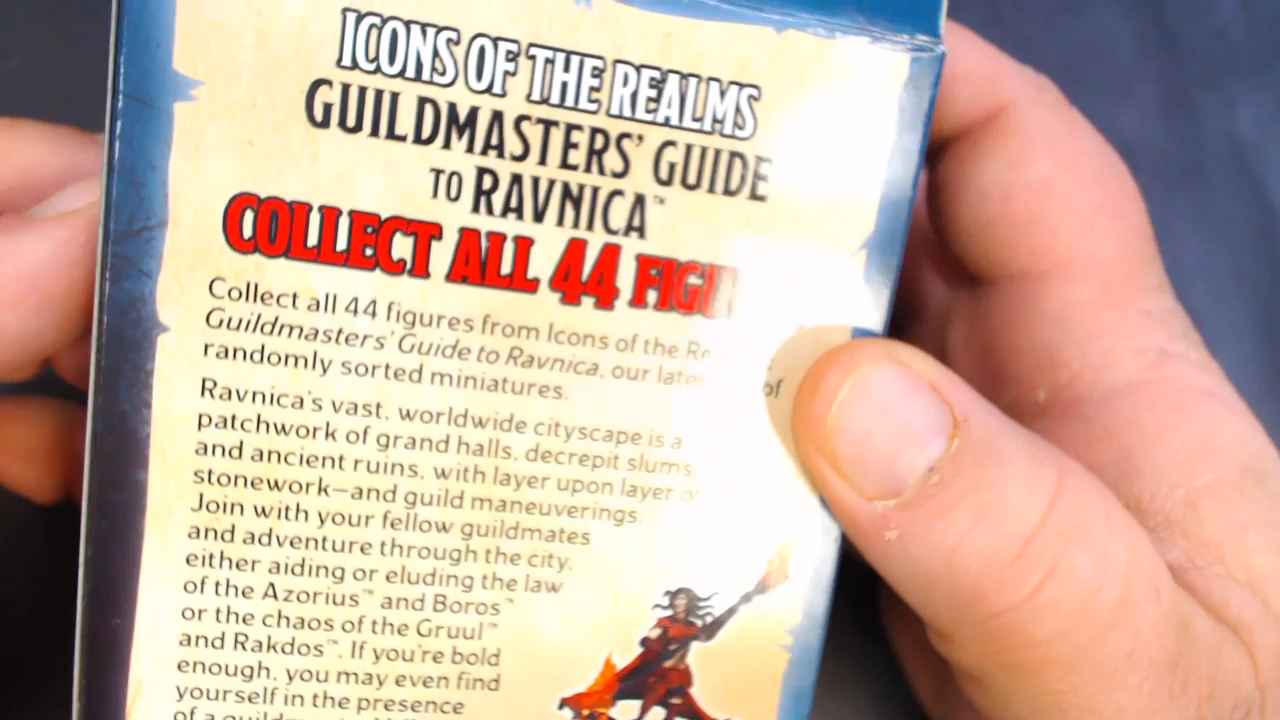 ICONS OF THE REALMS
GUILDMASTERS' GUIDE
TO RAVNICA™
COLLECT ALL 44
Collect all 44 figures from Icons of the
Guildmasters' Guide to Ravnica, our
of
randomly sorted miniatures.
Ravnica's vast, worldwide cityscape is a
patchwork of grand halls, decrepit slums
and ancient ruins, with layer upon layer
stonework—and guild maneuverings.
Join with your fellow guildmates
and adventure through the city,
either aiding or eluding the law
of the Azorius™ and Boros™
or the chaos of the Gruul™
and Rakdos™. If you're bold
enough, you may even find
yourself in the presence
of a